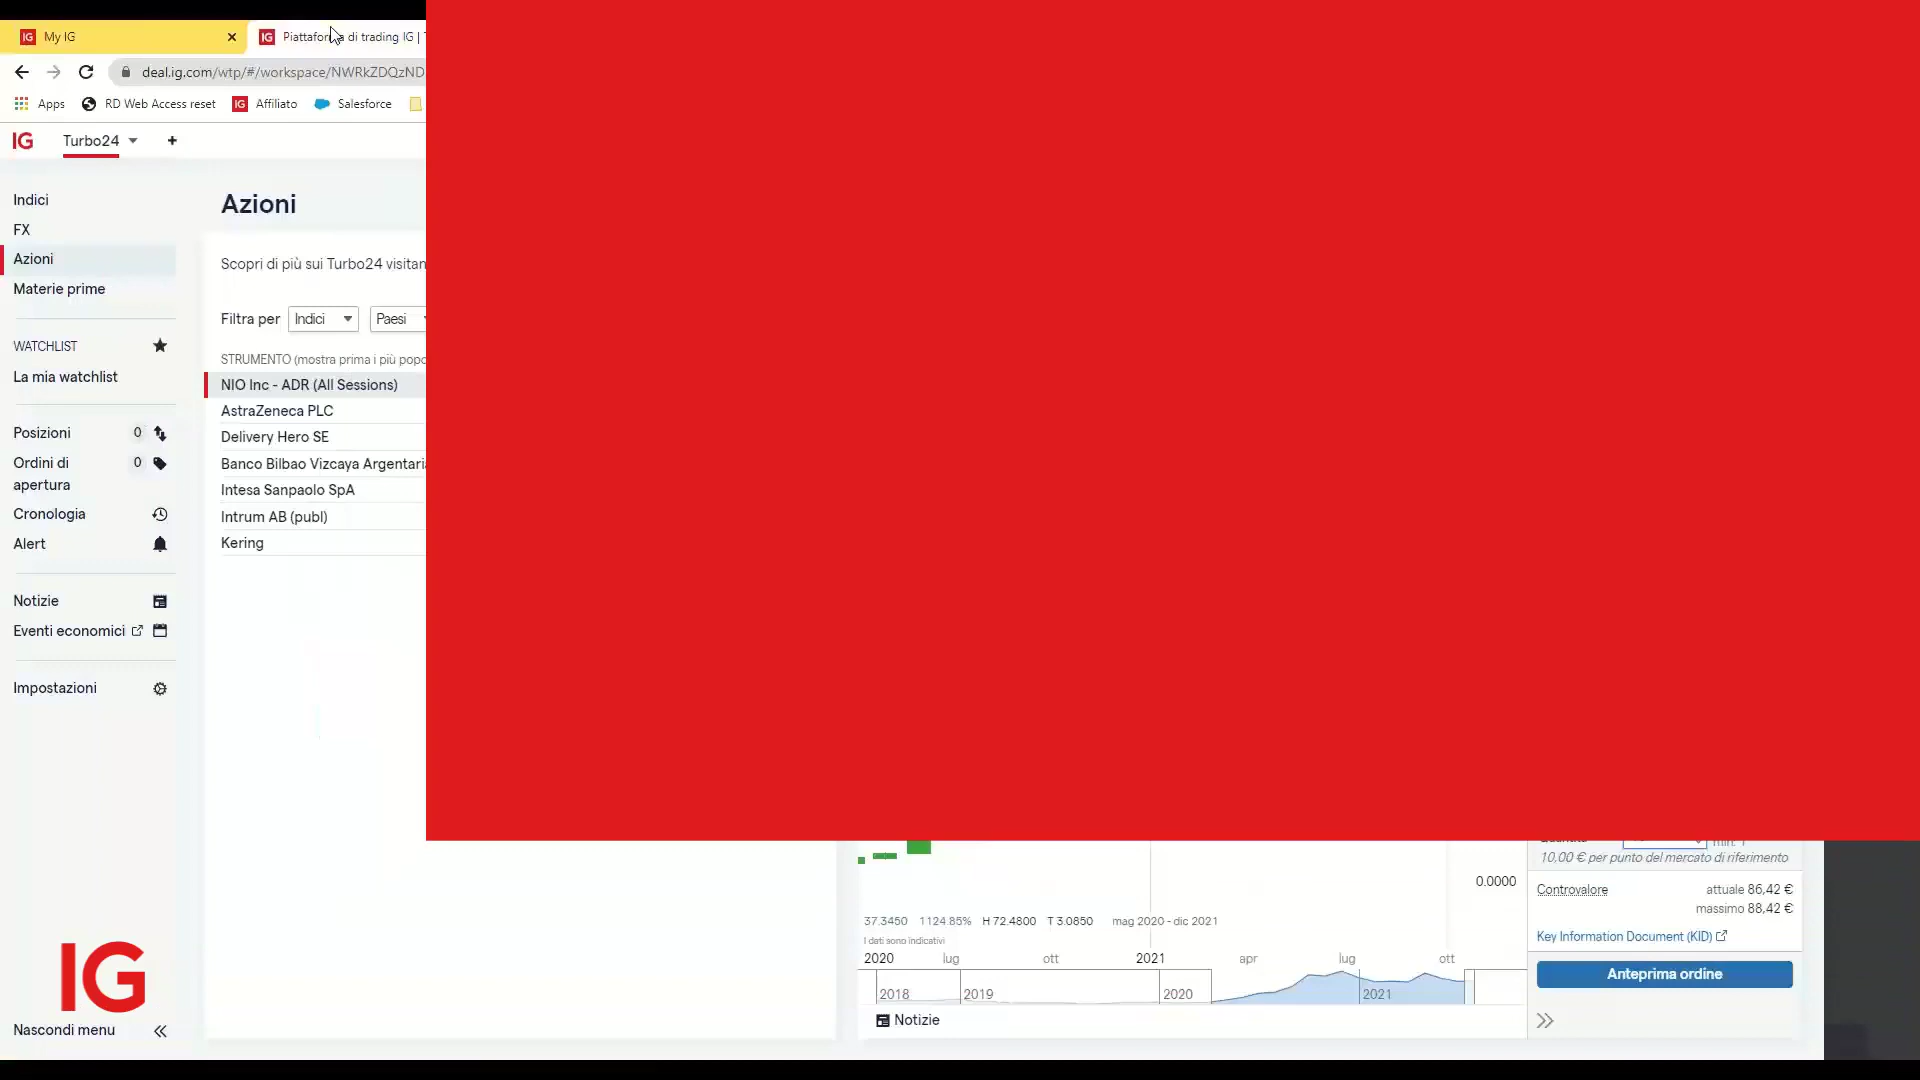 IG My IG
IG Piattaforma di trading IG |
deal.ig.com/wtp/#/workspace/NWRkZDQzND
Apps RD Web Access reset IG Affiliato Salesforce
IG Turbo24 +
Indici
FX
Azioni
Materie prime
WATCHLIST
La mia watchlist
Posizioni 0
Ordini di apertura 0
Cronologia
Alert
Notizie
Eventi economici
Impostazioni
IG
Nascondi menu
Azioni
Scopri di più sui Turbo24 visitan
Filtra per Indici Paesi
STRUMENTO (mostra prima i più popo
NIO Inc - ADR (All Sessions)
AstraZeneca PLC
Delivery Hero SE
Banco Bilbao Vizcaya Argentari
Intesa Sanpaolo SpA
Intrum AB (publ)
Kering
0.0000
37.3450 1124.85% H 72.4800 T 3.0850 mag 2020 - dic 2021
I dati sono indicativi
2020 lug ott 2021 apr lug ott
2018 2019 2020 2021
Notizie
10,00 € per punto del mercato di riferimento
Controvalore attuale 86,42 €
massimo 88,42 €
Key Information Document (KID)
Anteprima ordine